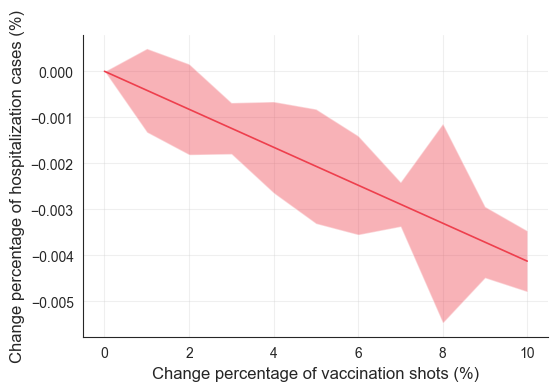 Change percentage of hospitalization cases (%)
0.000
−0.001
−0.002
−0.003
−0.004
−0.005
0 2 4 6 8 10
Change percentage of vaccination shots (%)